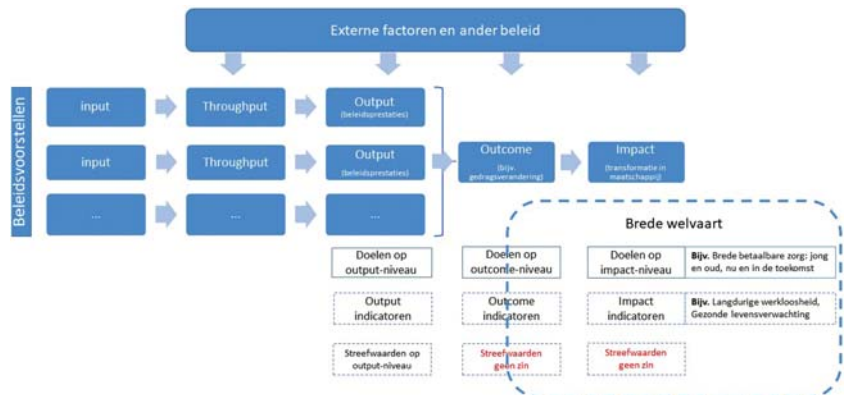 Externe factoren en ander beleid
Beleidsvoorstellen
input
Throughput
Output
(beleidsprestaties)
input
Throughput
Output
(beleidsprestaties)
Outcome
(bijv.
gedragsverandering)
Impact
(transformatie in
maatschappij)
...
...
...
Brede welvaart
Doelen op
output-niveau
Doelen op
outcome-niveau
Doelen op
impact-niveau
Bijv. Brede betaalbare zorg: jong
en oud, nu en in de toekomst
Output
indicatoren
Outcome
indicatoren
Impact
indicatoren
Bijv. Langdurige werkloosheid,
Gezonde levensverwachting
Streefwaarden op
output-niveau
Streefwaarden
geen zin
Streefwaarden
geen zin